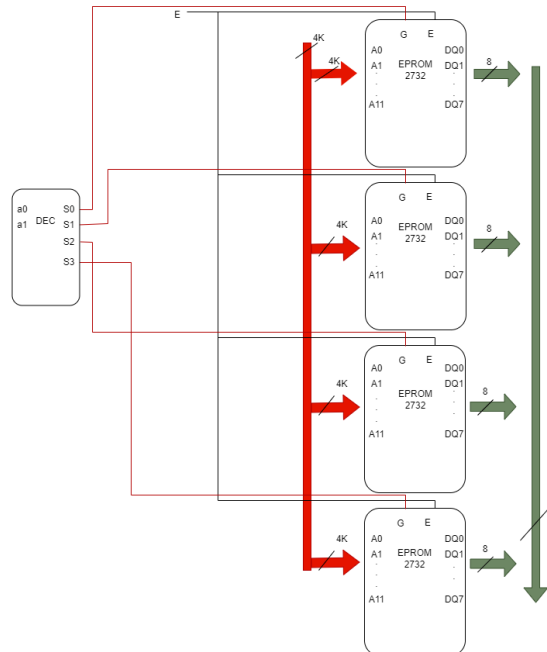 E
4K
G E
A0 DQ0
4K A1 EPROM DQ1 8
2732
A11 DQ7
G E
a0 S0
DEC
a1 S1
S2
S3
A0 DQ0
4K A1 EPROM DQ1 8
2732
A11 DQ7
G E
A0 DQ0
4K A1 EPROM DQ1 8
2732
A11 DQ7
G E
A0 DQ0
4K A1 EPROM DQ1 8
2732
A11 DQ7